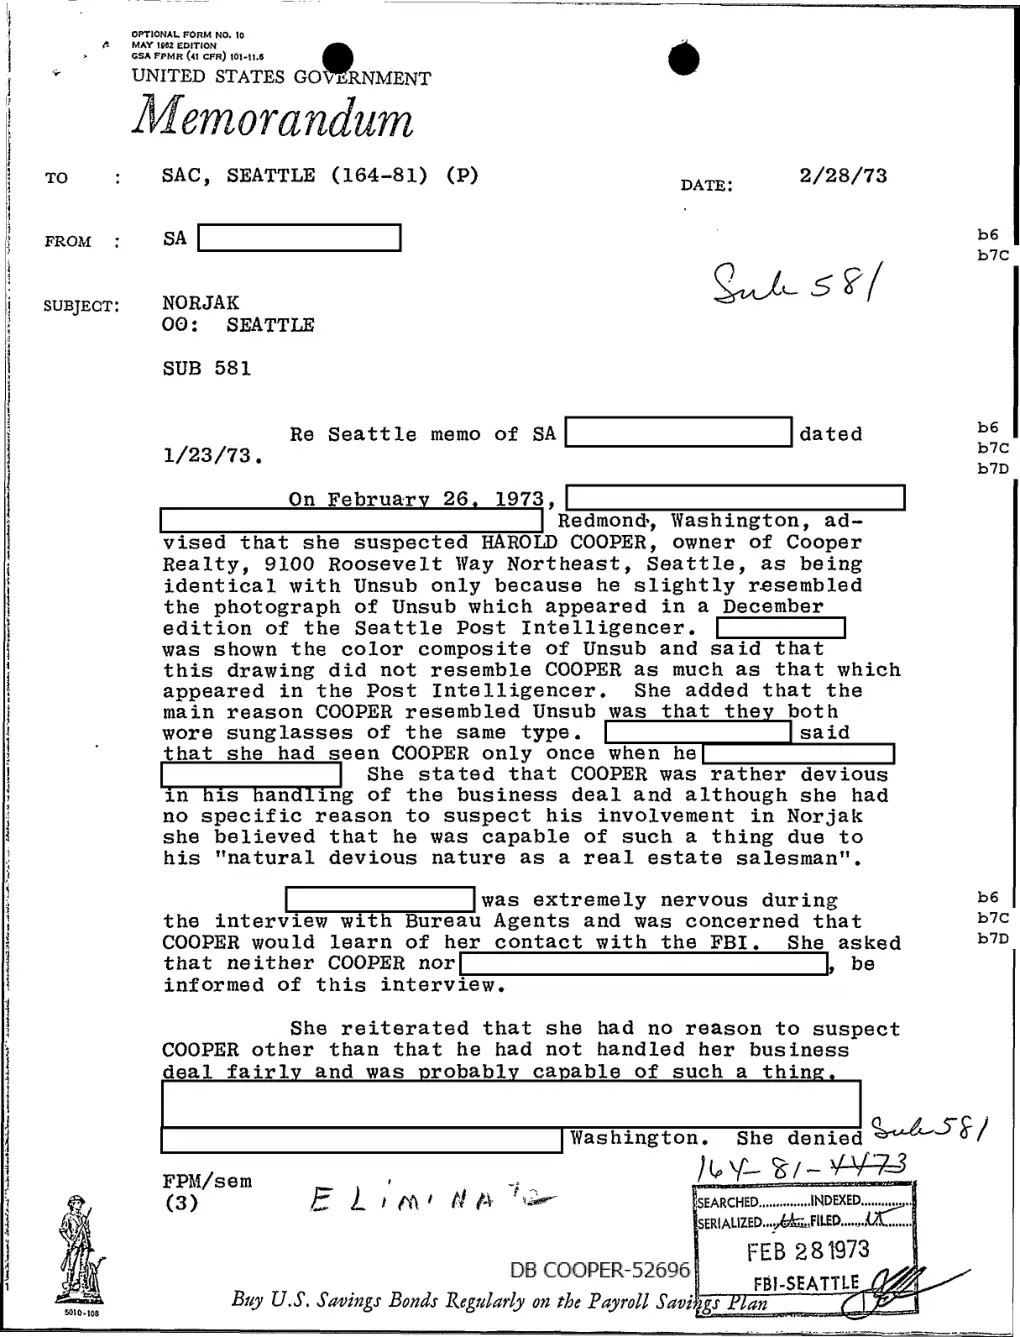 OPTIONAL FORM NO. 10
MAY 1962 EDITION
GSA FPMR (41 CFR) 101-11.6
UNITED STATES GOVERNMENT
Memorandum
TO : SAC, SEATTLE (164-81) (P)
DATE: 2/28/73
FROM : SA
b6
b7C
Sub 581
SUBJECT: NORJAK
OO: SEATTLE
SUB 581
Re Seattle memo of SA dated
1/23/73.
b6
b7C
b7D
On February 26, 1973,
Redmond, Washington, ad-
vised that she suspected HAROLD COOPER, owner of Cooper
Realty, 9100 Roosevelt Way Northeast, Seattle, as being
identical with Unsub only because he slightly resembled
the photograph of Unsub which appeared in a December
edition of the Seattle Post Intelligencer.
was shown the color composite of Unsub and said that
this drawing did not resemble COOPER as much as that which
appeared in the Post Intelligencer. She added that the
main reason COOPER resembled Unsub was that they both
wore sunglasses of the same type. said
that she had seen COOPER only once when he
She stated that COOPER was rather devious
in his handling of the business deal and although she had
no specific reason to suspect his involvement in Norjak
she believed that he was capable of such a thing due to
his "natural devious nature as a real estate salesman".
was extremely nervous during
the interview with Bureau Agents and was concerned that
COOPER would learn of her contact with the FBI. She asked
that neither COOPER nor , be
informed of this interview.
b6
b7C
b7D
She reiterated that she had no reason to suspect
COOPER other than that he had not handled her business
deal fairly and was probably capable of such a thing.
Washington. She denied
Sub 581
164-81-4473
FPM/sem
(3)
ELIMINATE
SEARCHED..............INDEXED..............
SERIALIZED........FILED..............
FEB 28 1973
FBI-SEATTLE
DB COOPER-52696
5010-108
Buy U.S. Savings Bonds Regularly on the Payroll Savings Plan